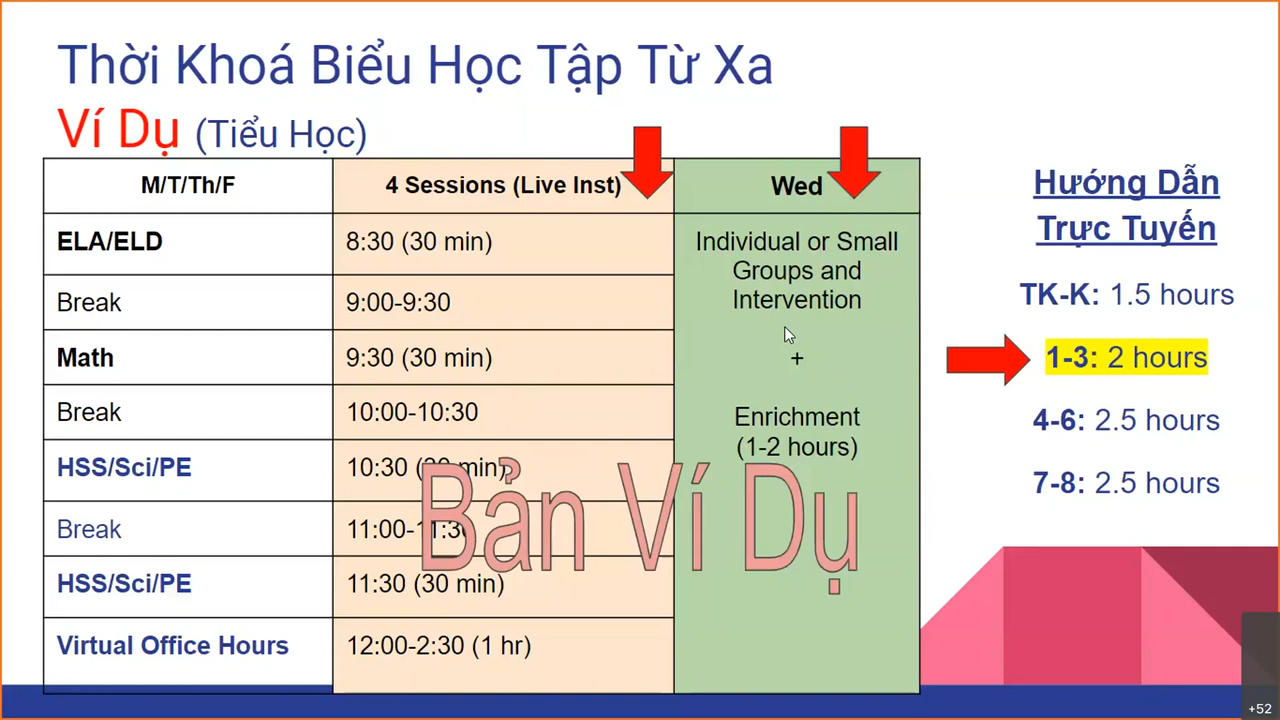 Thời Khoá Biểu Học Tập Từ Xa
Ví Dụ (Tiểu Học)
M/T/Th/F 4 Sessions (Live Inst) Wed
ELA/ELD 8:30 (30 min)
Break 9:00-9:30
Math 9:30 (30 min)
Break 10:00-10:30
HSS/Sci/PE 10:30 (30 min)
Break 11:00-11:30
HSS/Sci/PE 11:30 (30 min)
Virtual Office Hours 12:00-2:30 (1 hr)
Individual or Small
Groups and
Intervention
+
Enrichment
(1-2 hours)
Bản Ví Dụ
Hướng Dẫn
Trực Tuyến
TK-K: 1.5 hours
1-3: 2 hours
4-6: 2.5 hours
7-8: 2.5 hours
+52